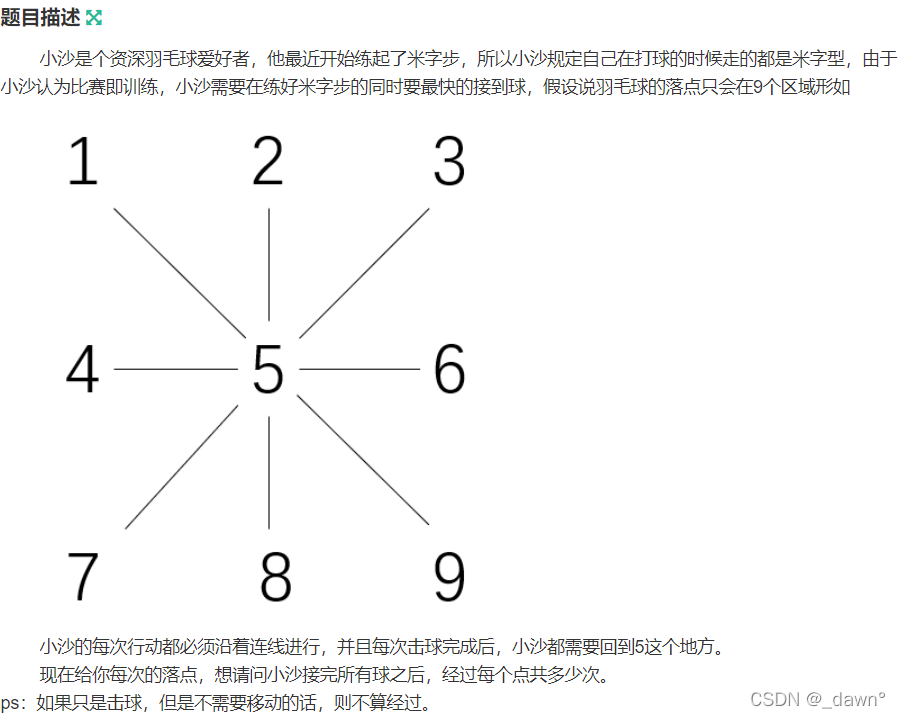 题目描述
小沙是个资深羽毛球爱好者，他最近开始练起了米字步，所以小沙规定自己在打球的时候走的都是米字型，由于
小沙认为比赛即训练，小沙需要在练好米字步的同时要最快的接到球，假设说羽毛球的落点只会在9个区域形如
1 2 3
4 5 6
7 8 9
小沙的每次行动都必须沿着连线进行，并且每次击球完成后，小沙都需要回到5这个地方。
现在给你每次的落点，想请问小沙接完所有球之后，经过每个点共多少次。
ps：如果只是击球，但是不需要移动的话，则不算经过。
CSDN @_dawn°